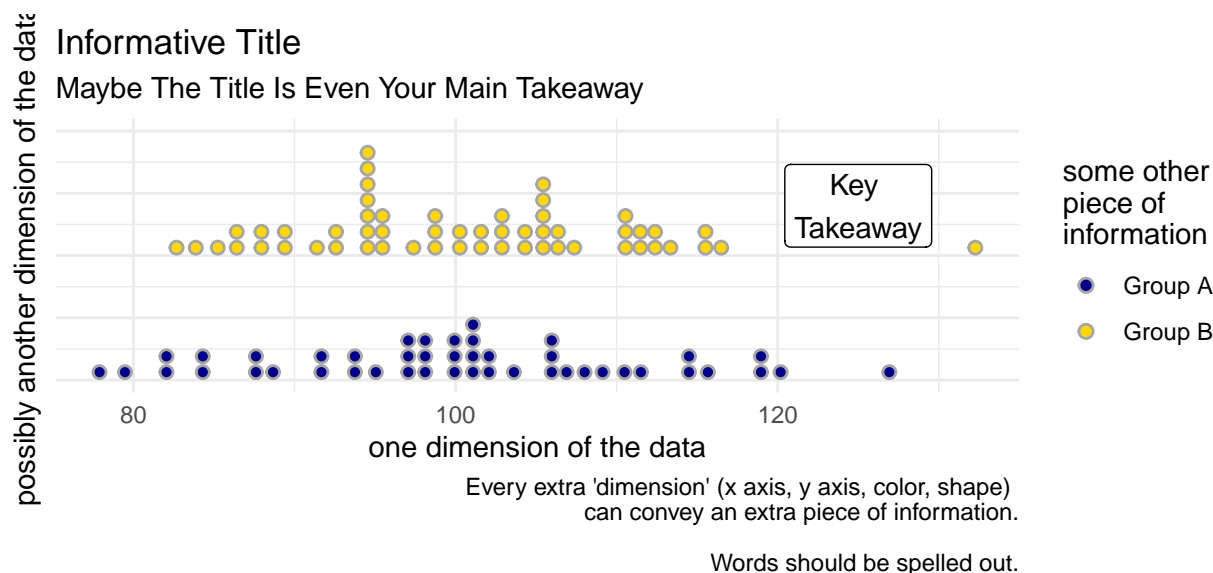 Informative Title
Maybe The Title Is Even Your Main Takeaway
possibly another dimension of the data
Key
Takeaway
some other
piece of
information
Group A
Group B
80
100
120
one dimension of the data
Every extra 'dimension' (x axis, y axis, color, shape)
can convey an extra piece of information.
Words should be spelled out.